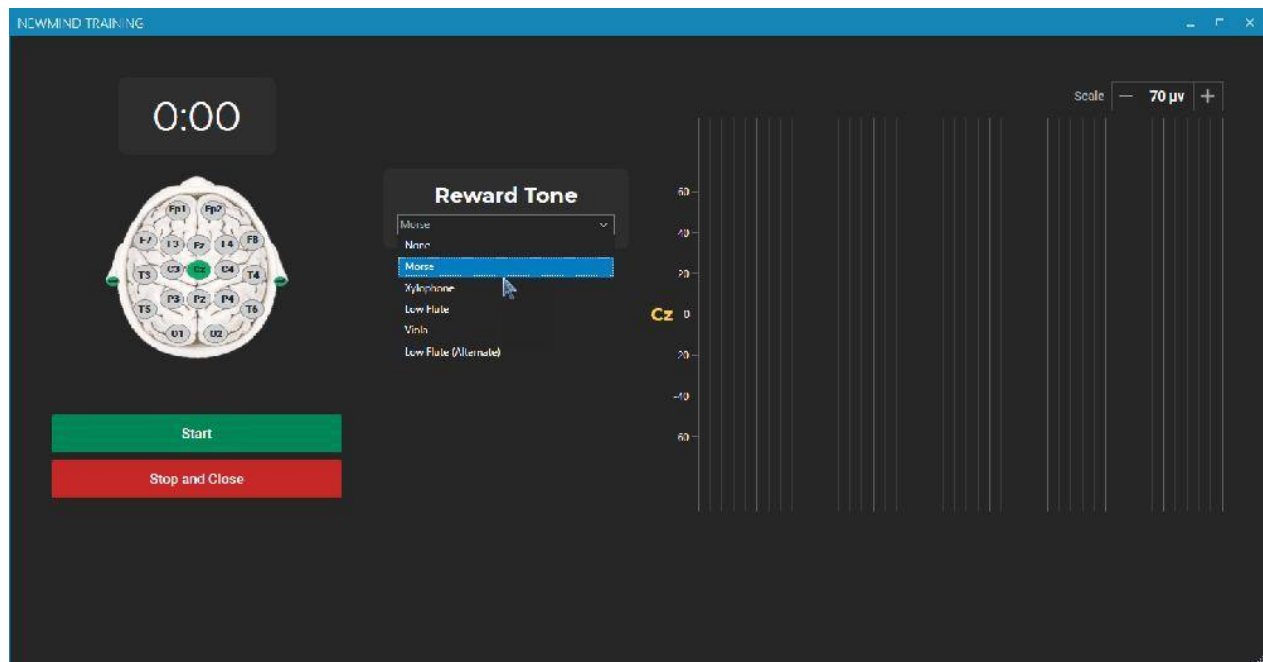 NEWMIND TRAINING
0:00
Scale — 70 μv +
Fp1 Fp2
F7 F3 Fz F4 F8
T3 C3 Cz C4 T4
T5 P3 Pz P4 T6
O1 O2
Reward Tone
Morse
None
Morse
Xylophone
Low Flute
Viola
Low Flute (Alternate)
Start
Stop and Close
Cz
60
40
20
0
20
-40
60